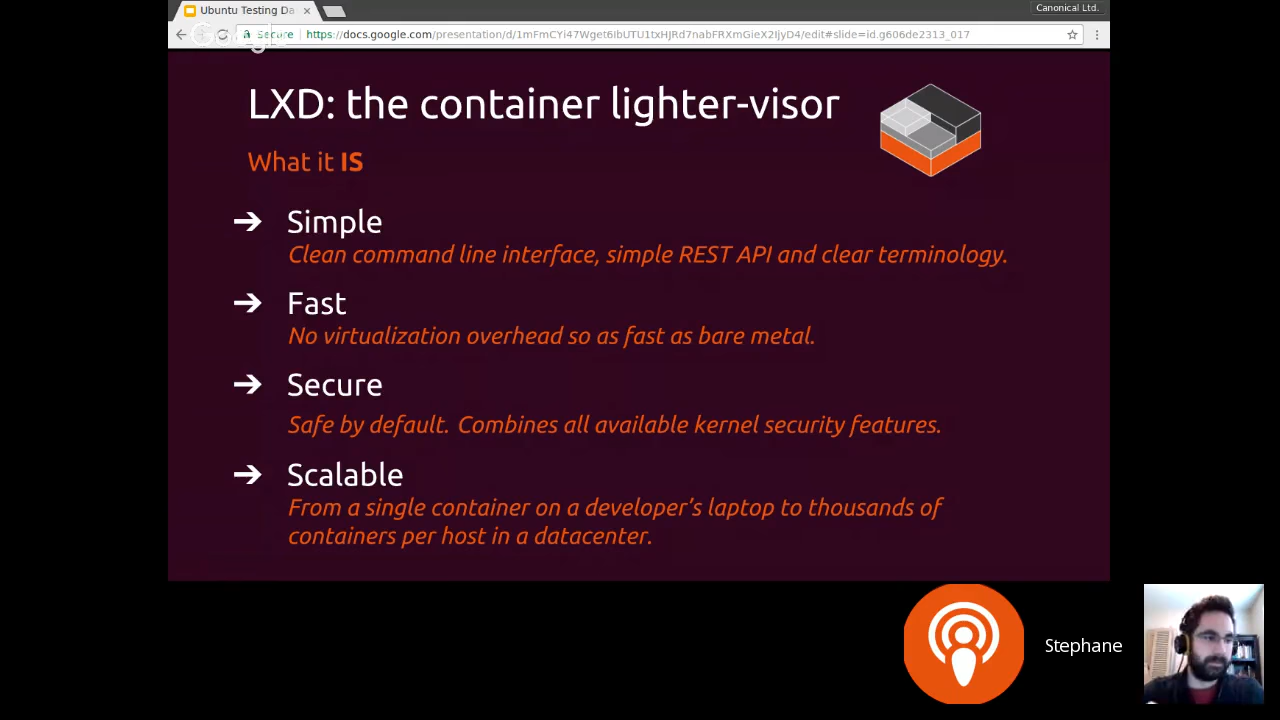 Ubuntu Testing Da
Canonical Ltd.
Google
Secure https://docs.google.com/presentation/d/1mFmCYi47Wget6IbUTU1txHJRd7nabFRXmGieX2IjyD4/edit#slide=id.g606de2313_017
LXD: the container lighter-visor
What it IS
➔ Simple
Clean command line interface, simple REST API and clear terminology.
➔ Fast
No virtualization overhead so as fast as bare metal.
➔ Secure
Safe by default. Combines all available kernel security features.
➔ Scalable
From a single container on a developer’s laptop to thousands of
containers per host in a datacenter.
Stephane